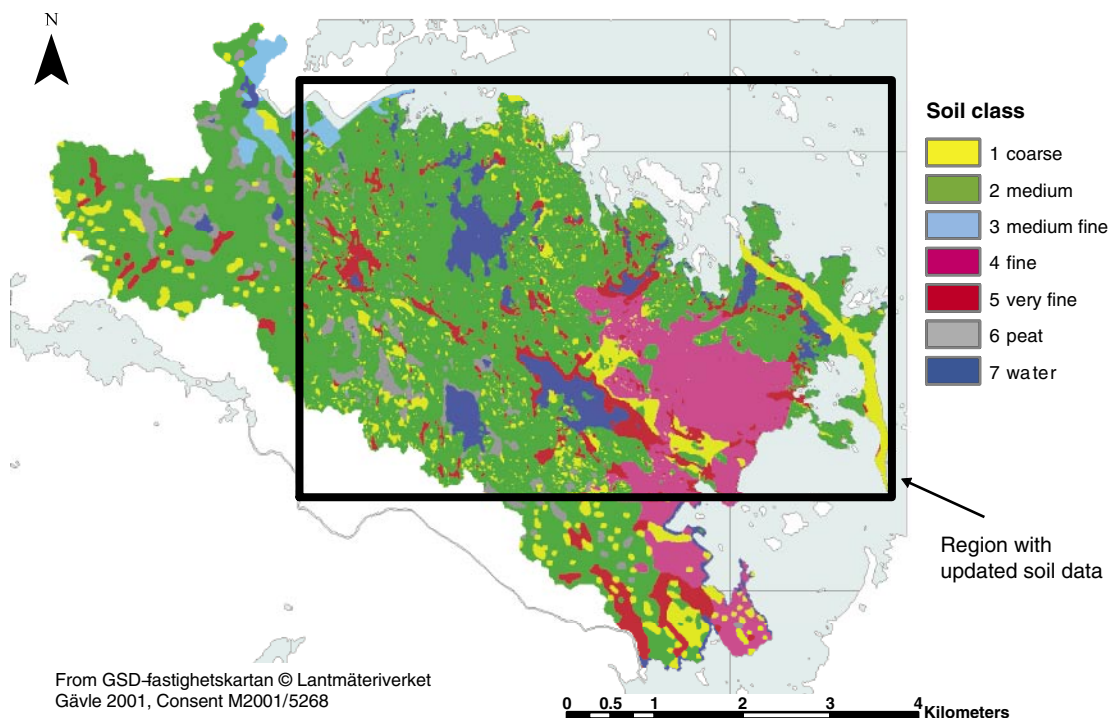 N
Soil class
1 coarse
2 medium
3 medium fine
4 fine
5 very fine
6 peat
7 water
Region with
updated soil data
From GSD-fastighetskartan © Lantmäteriverket
Gävle 2001, Consent M2001/5268
0 0.5 1 2 3 4 Kilometers